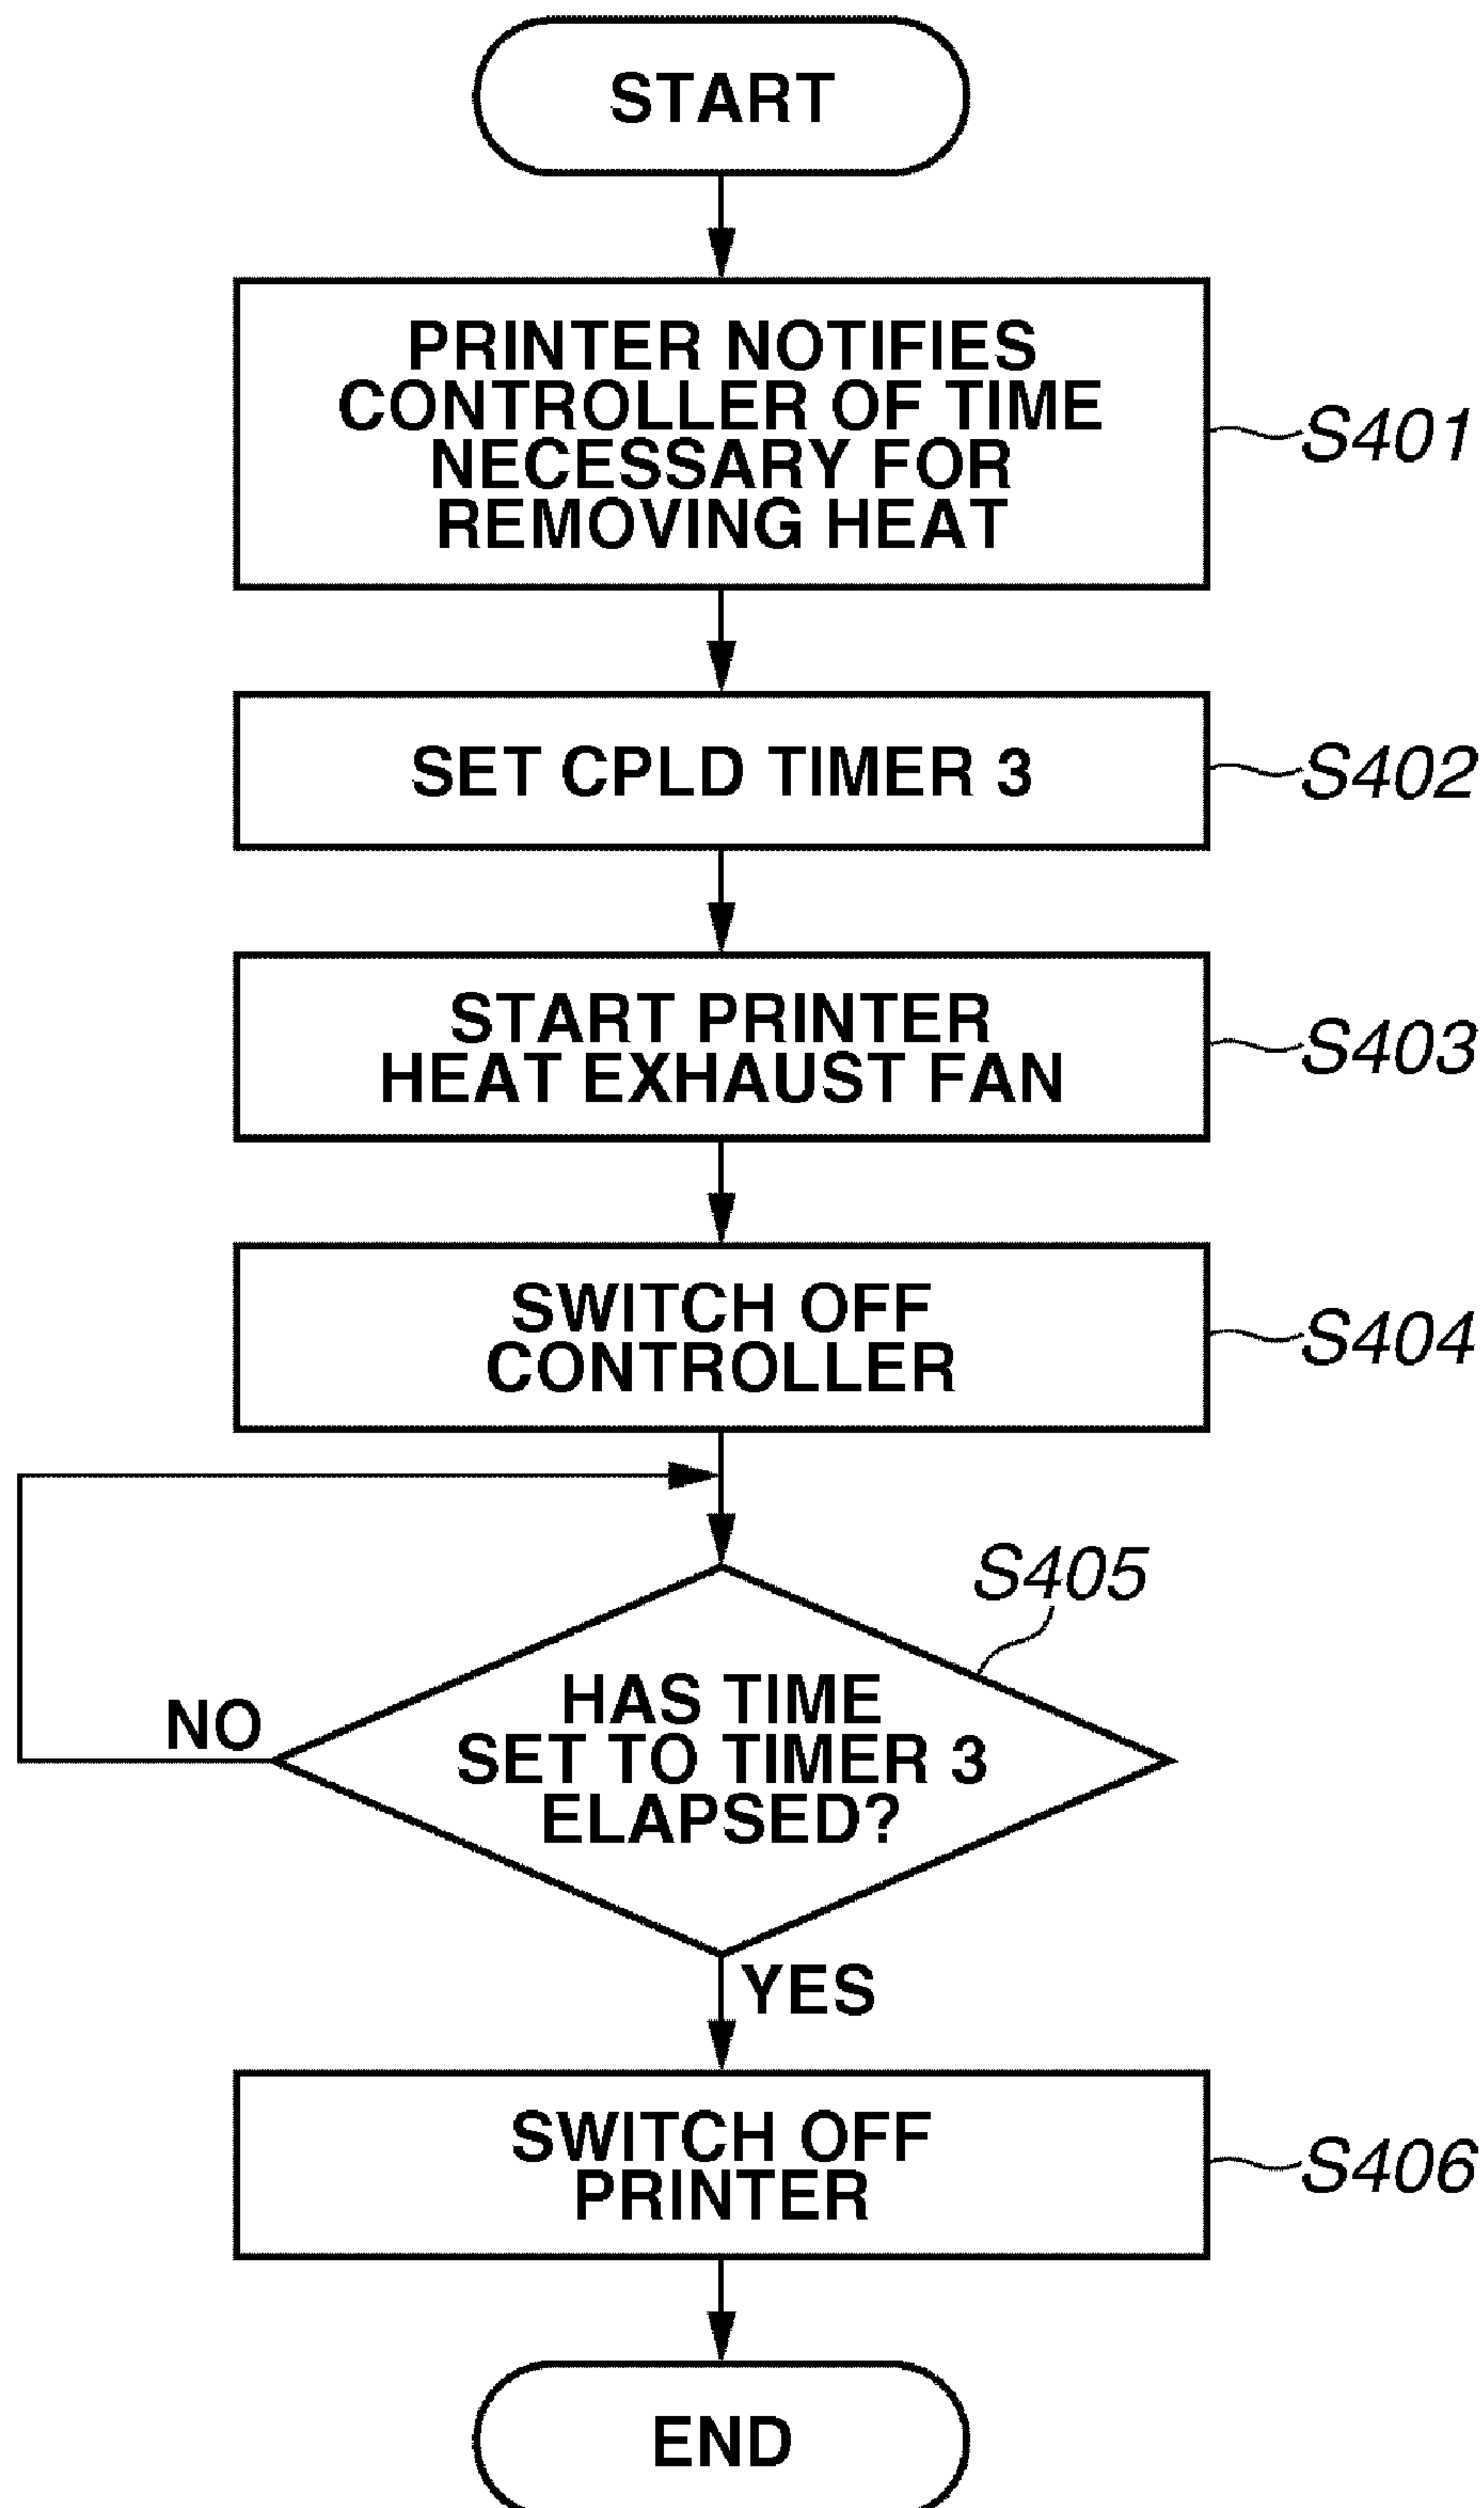 START
PRINTER NOTIFIES
CONTROLLER OF TIME
NECESSARY FOR
REMOVING HEAT
S401
SET CPLD TIMER 3
S402
START PRINTER
HEAT EXHAUST FAN
S403
SWITCH OFF
CONTROLLER
S404
S405
HAS TIME
SET TO TIMER 3
ELAPSED?
NO
YES
SWITCH OFF
PRINTER
S406
END